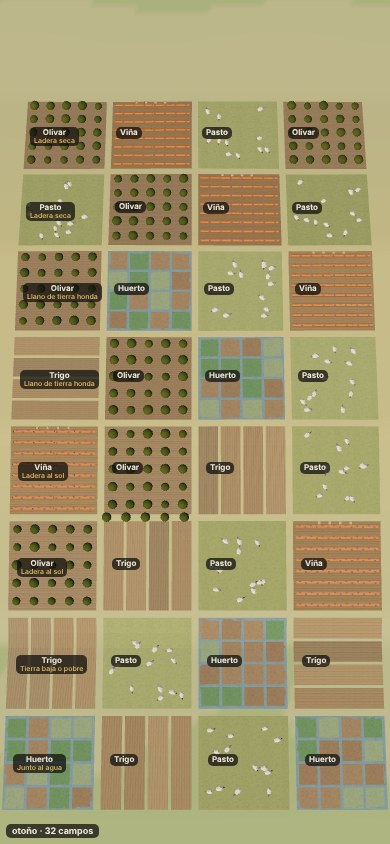 Olivar
Ladera seca
Viña
Pasto
Olivar
Pasto
Ladera seca
Olivar
Viña
Pasto
Olivar
Llano de tierra honda
Huerto
Pasto
Viña
Trigo
Llano de tierra honda
Olivar
Huerto
Pasto
Viña
Ladera al sol
Olivar
Trigo
Pasto
Olivar
Ladera al sol
Trigo
Pasto
Viña
Trigo
Tierra baja o pobre
Pasto
Huerto
Trigo
Huerto
Junto al agua
Trigo
Pasto
Huerto
otoño · 32 campos